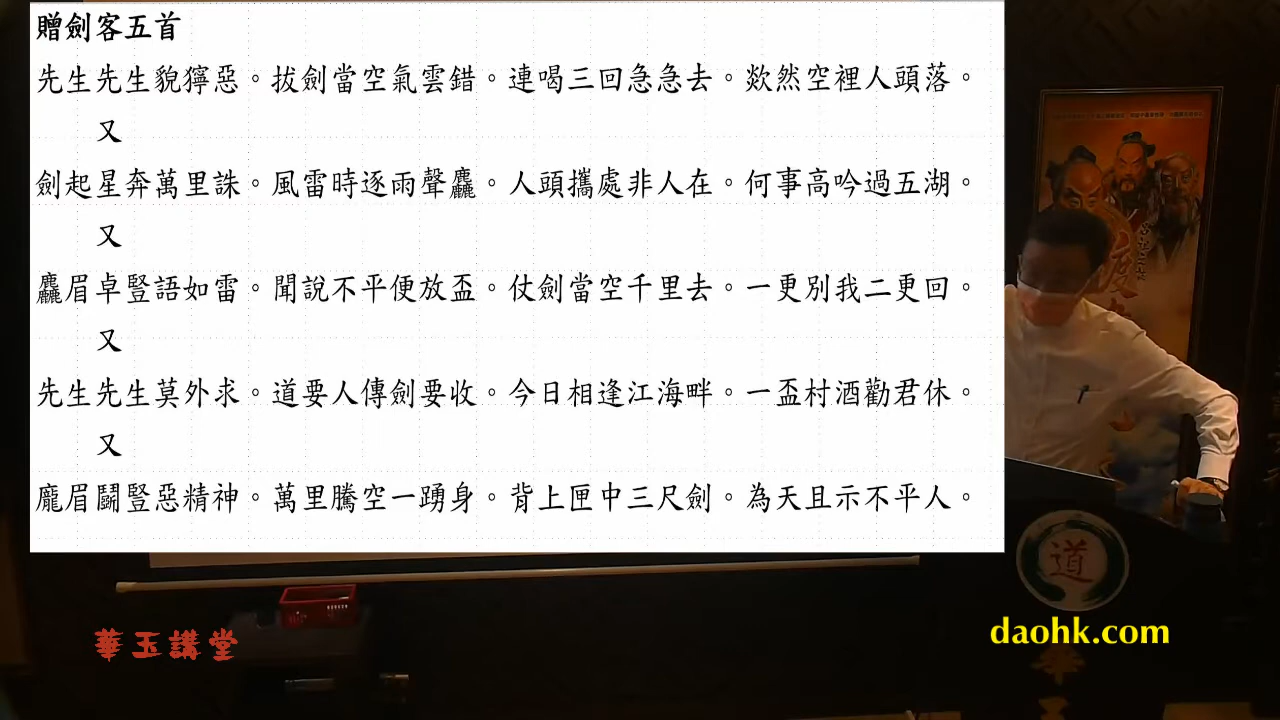 贈劍客五首
先生先生貌獰惡。拔劍當空氣雲錯。連喝三回急急去。欻然空裡人頭落。
又
劍起星奔萬里誅。風雷時逐雨聲麤。人頭攜處非人在。何事高吟過五湖。
又
麤眉卓豎語如雷。聞說不平便放盃。仗劍當空千里去。一更別我二更回。
又
先生先生莫外求。道要人傳劍要收。今日相逢江海畔。一盃村酒勸君休。
又
龐眉鬭豎惡精神。萬里騰空一踴身。背上匣中三尺劍。為天且示不平人。
道
華玉講堂
daohk.com